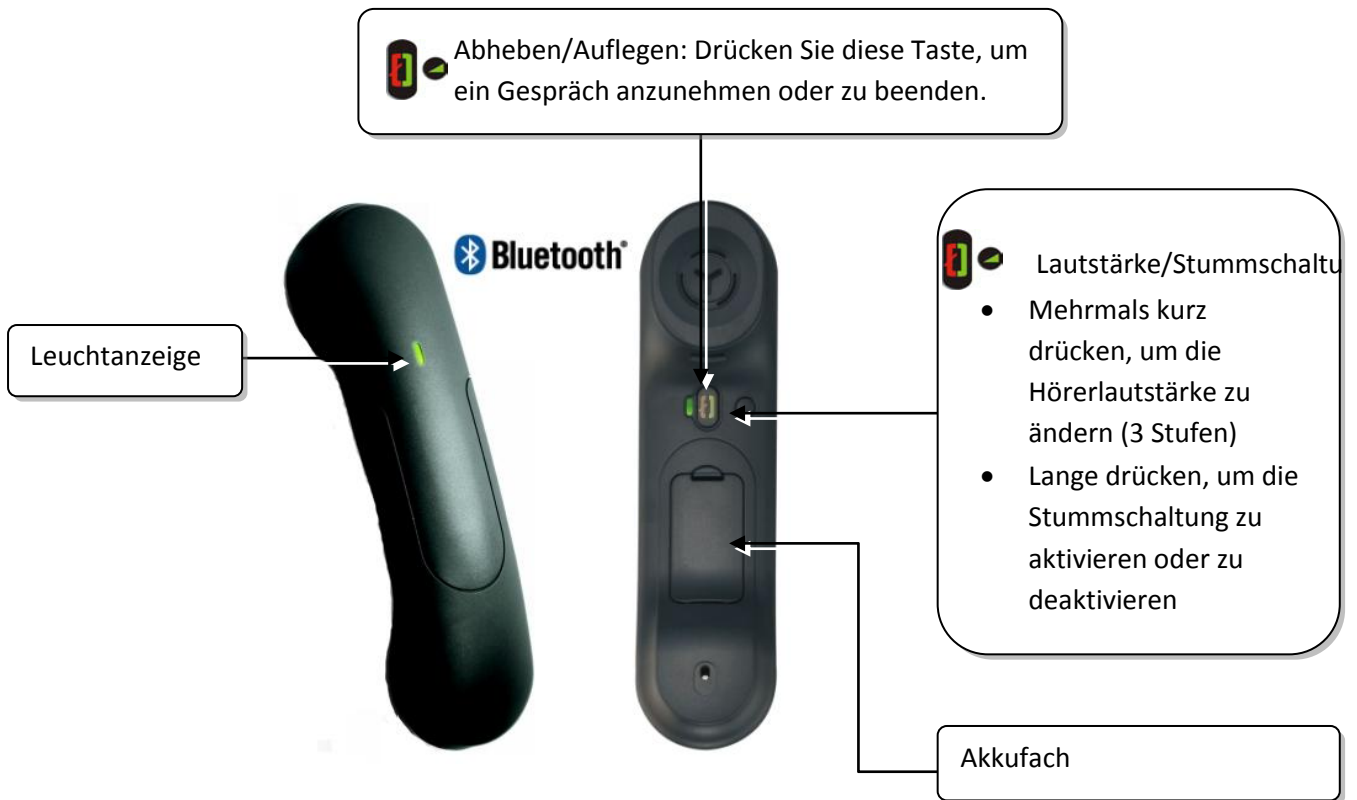 Abheben/Auflegen: Drücken Sie diese Taste, um
ein Gespräch anzunehmen oder zu beenden.
Bluetooth®
Leuchtanzeige
Lautstärke/Stummschaltu
• Mehrmals kurz
drücken, um die
Hörerlautstärke zu
ändern (3 Stufen)
• Lange drücken, um die
Stummschaltung zu
aktivieren oder zu
deaktivieren
Akkufach